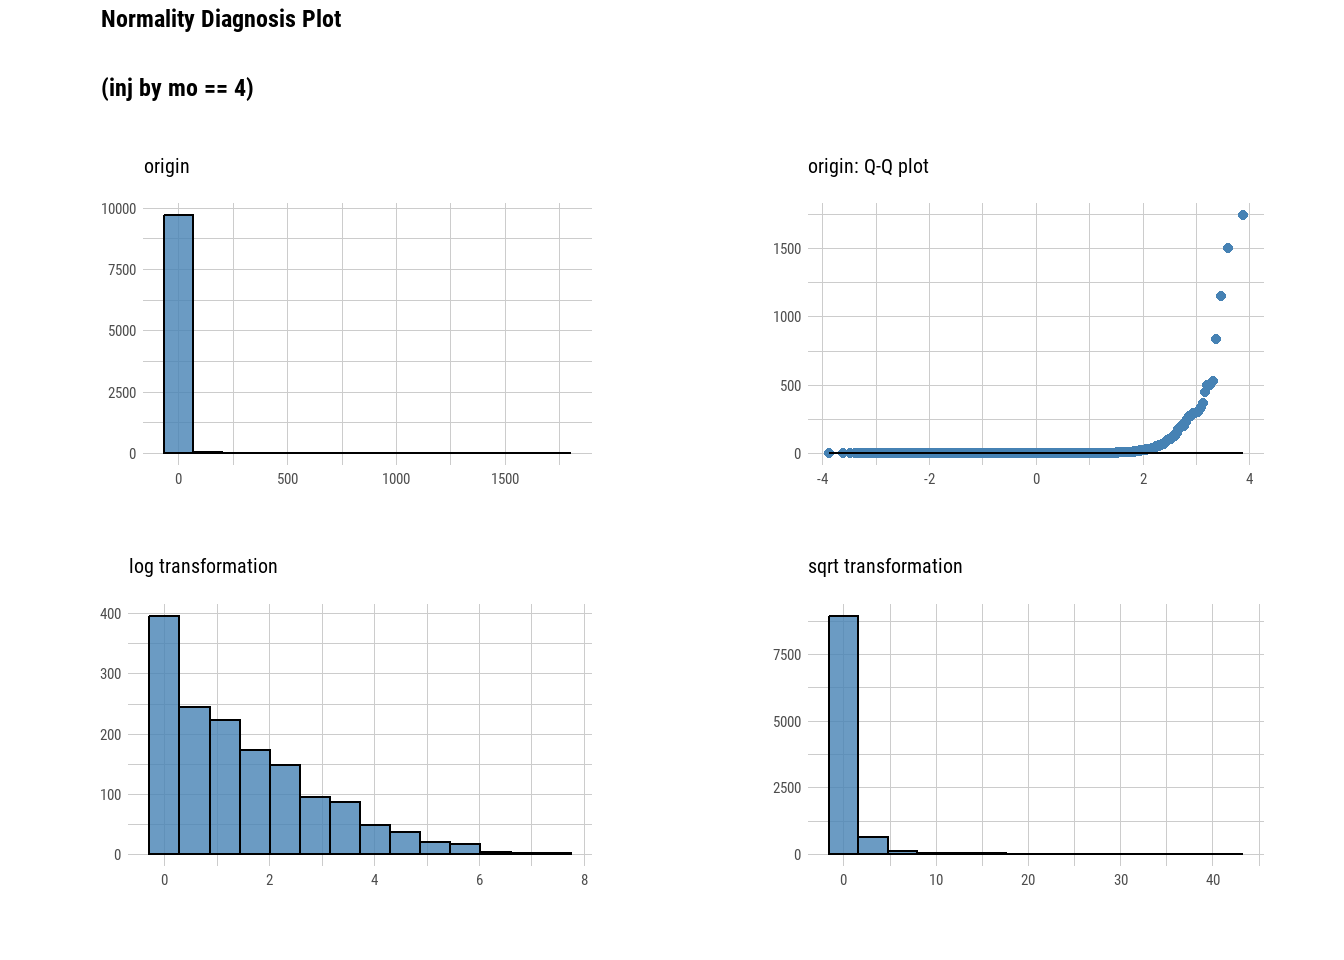 Normality Diagnosis Plot
(inj by mo == 4)
origin
10000
7500
5000
2500
0
0 500 1000 1500
origin: Q-Q plot
1500
1000
500
0
-4 -2 0 2 4
log transformation
400
300
200
100
0
0 2 4 6 8
sqrt transformation
7500
5000
2500
0
0 10 20 30 40